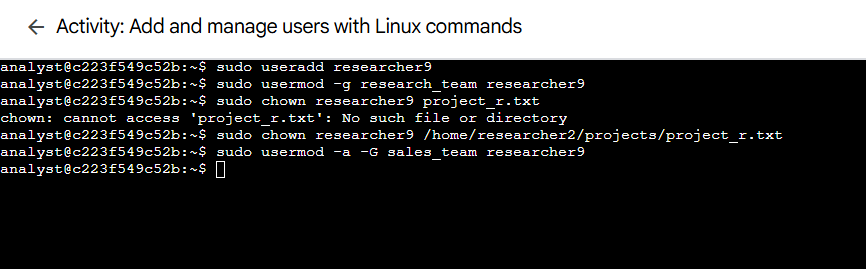 ← Activity: Add and manage users with Linux commands
analyst@c223f549c52b:~$ sudo useradd researcher9
analyst@c223f549c52b:~$ sudo usermod -g research_team researcher9
analyst@c223f549c52b:~$ sudo chown researcher9 project_r.txt
chown: cannot access 'project_r.txt': No such file or directory
analyst@c223f549c52b:~$ sudo chown researcher9 /home/researcher2/projects/project_r.txt
analyst@c223f549c52b:~$ sudo usermod -a -G sales_team researcher9
analyst@c223f549c52b:~$